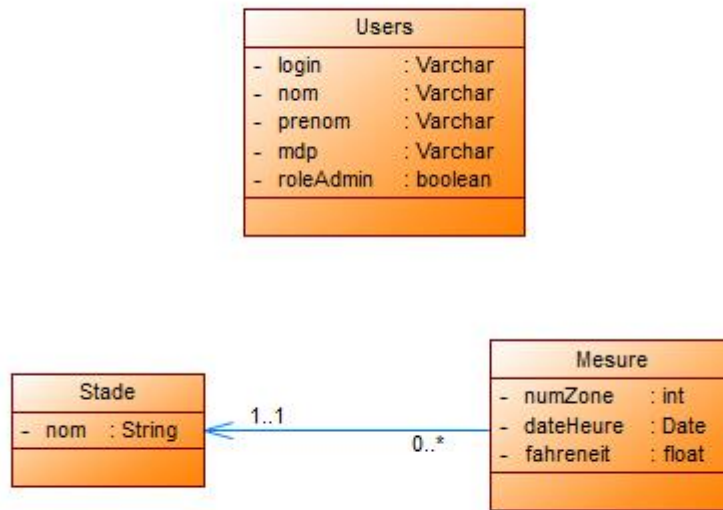 Users
- login : Varchar
- nom : Varchar
- prenom : Varchar
- mdp : Varchar
- roleAdmin : boolean
Stade
- nom : String
1..1
0..*
Mesure
- numZone : int
- dateHeure : Date
- fahreneit : float